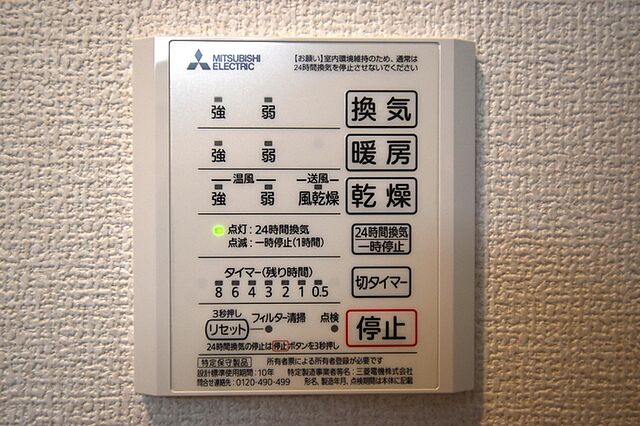 MITSUBISHI
ELECTRIC
【お願い】室内環境維持のため、通常は
24時間換気を停止させないでください
強 弱 換気
強 弱 暖房
温風 送風
強 弱 風乾燥 乾燥
点灯:24時間換気
点滅:一時停止(1時間)
24時間換気
一時停止
タイマー(残り時間)
8 6 4 3 2 1 0.5
切タイマー
3秒押し
リセット フィルター清掃 点検
停止
24時間換気の停止は停止ボタンを3秒押し
特定保守製品 所有者票による所有者登録が必要です
設計標準使用期間:10年 特定製造事業者等名:三菱電機株式会社
問合せ連絡先:0120-490-499 形名、製造年月、点検期間は本体に記載